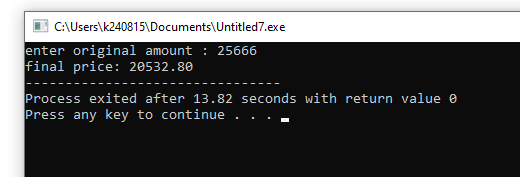 C:\Users\k240815\Documents\Untitled7.exe
enter original amount : 25666
final price: 20532.80
--------------------------------
Process exited after 13.82 seconds with return value 0
Press any key to continue . . .